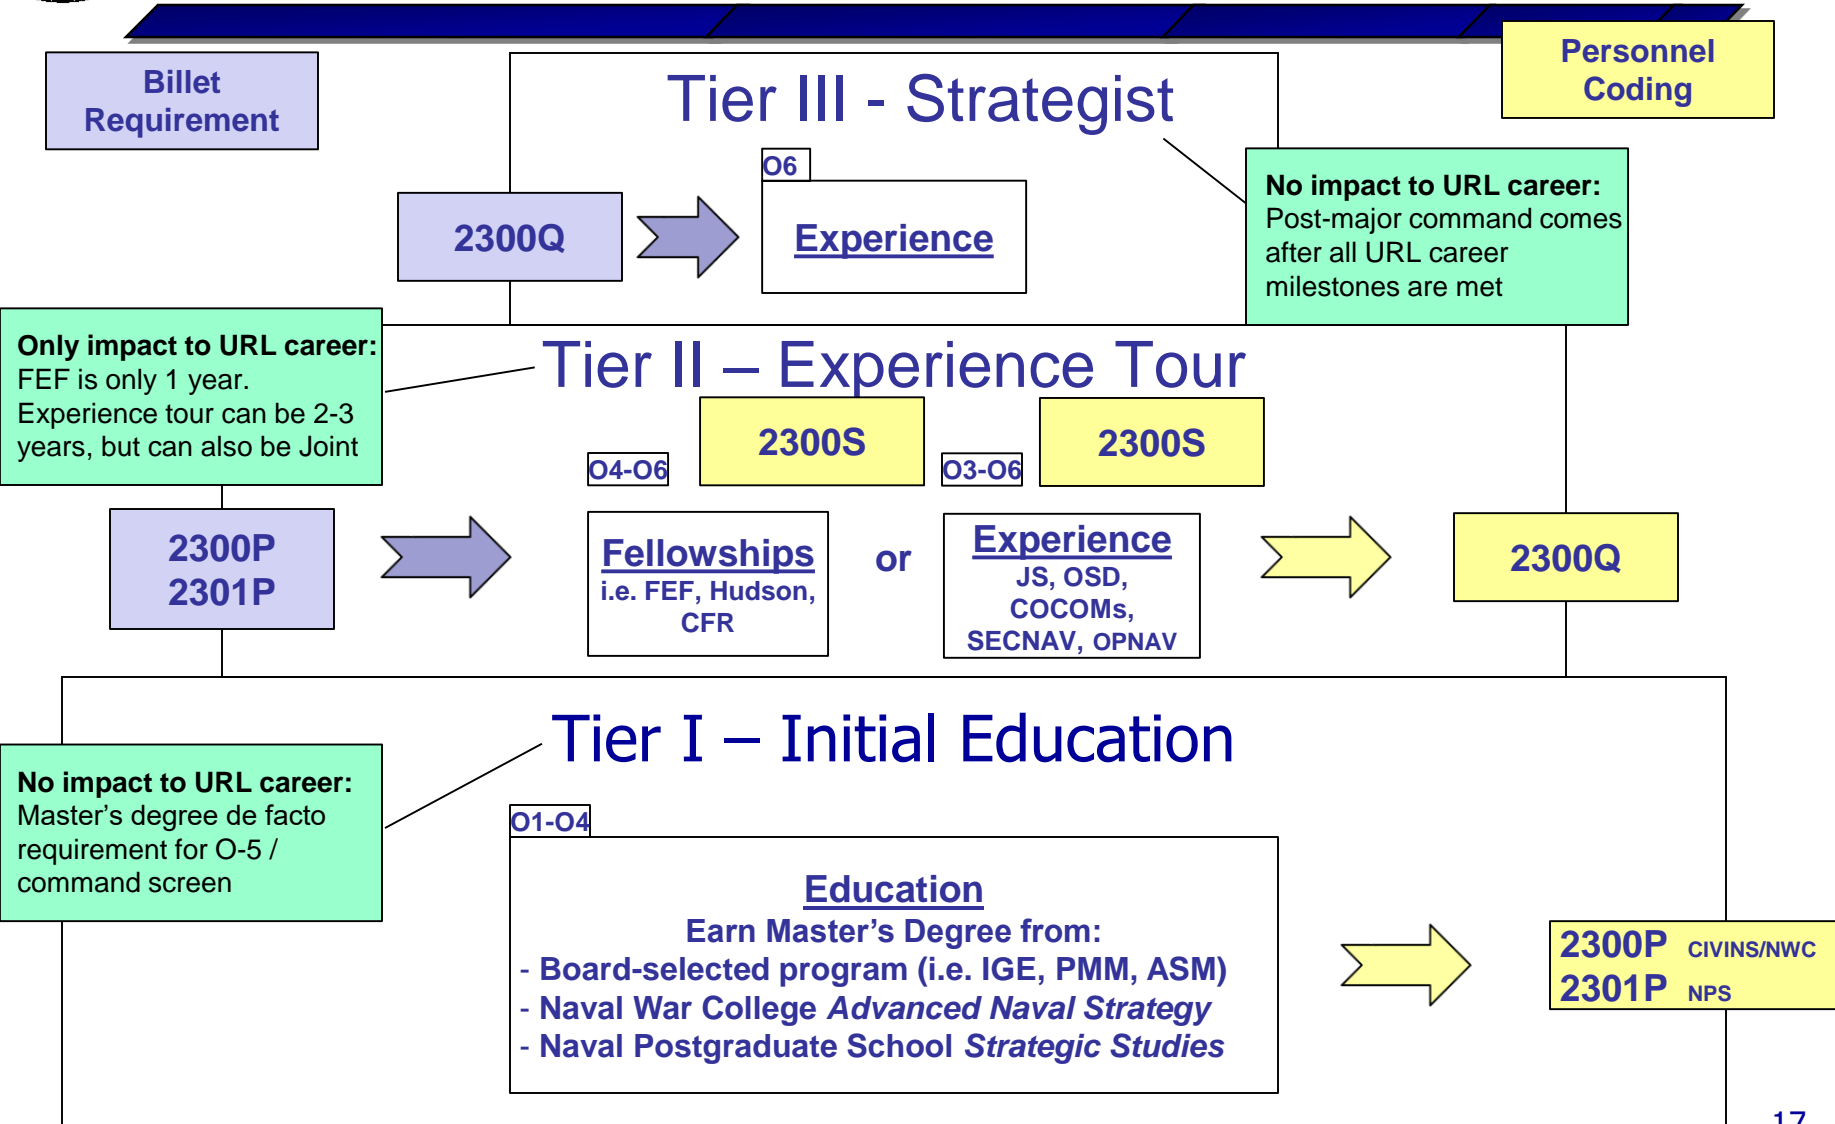 Billet
Requirement
Tier III - Strategist
Personnel
Coding
O6
2300Q
Experience
No impact to URL career:
Post-major command comes
after all URL career
milestones are met
Only impact to URL career:
FEF is only 1 year.
Experience tour can be 2-3
years, but can also be Joint
Tier II – Experience Tour
2300S
2300S
O4-O6
O3-O6
2300P
2301P
Fellowships
i.e. FEF, Hudson,
CFR
or
Experience
JS, OSD,
COCOMs,
SECNAV, OPNAV
2300Q
Tier I – Initial Education
No impact to URL career:
Master's degree de facto
requirement for O-5 /
command screen
O1-O4
Education
Earn Master's Degree from:
- Board-selected program (i.e. IGE, PMM, ASM)
- Naval War College Advanced Naval Strategy
- Naval Postgraduate School Strategic Studies
2300P CIVINS/NWC
2301P NPS
17